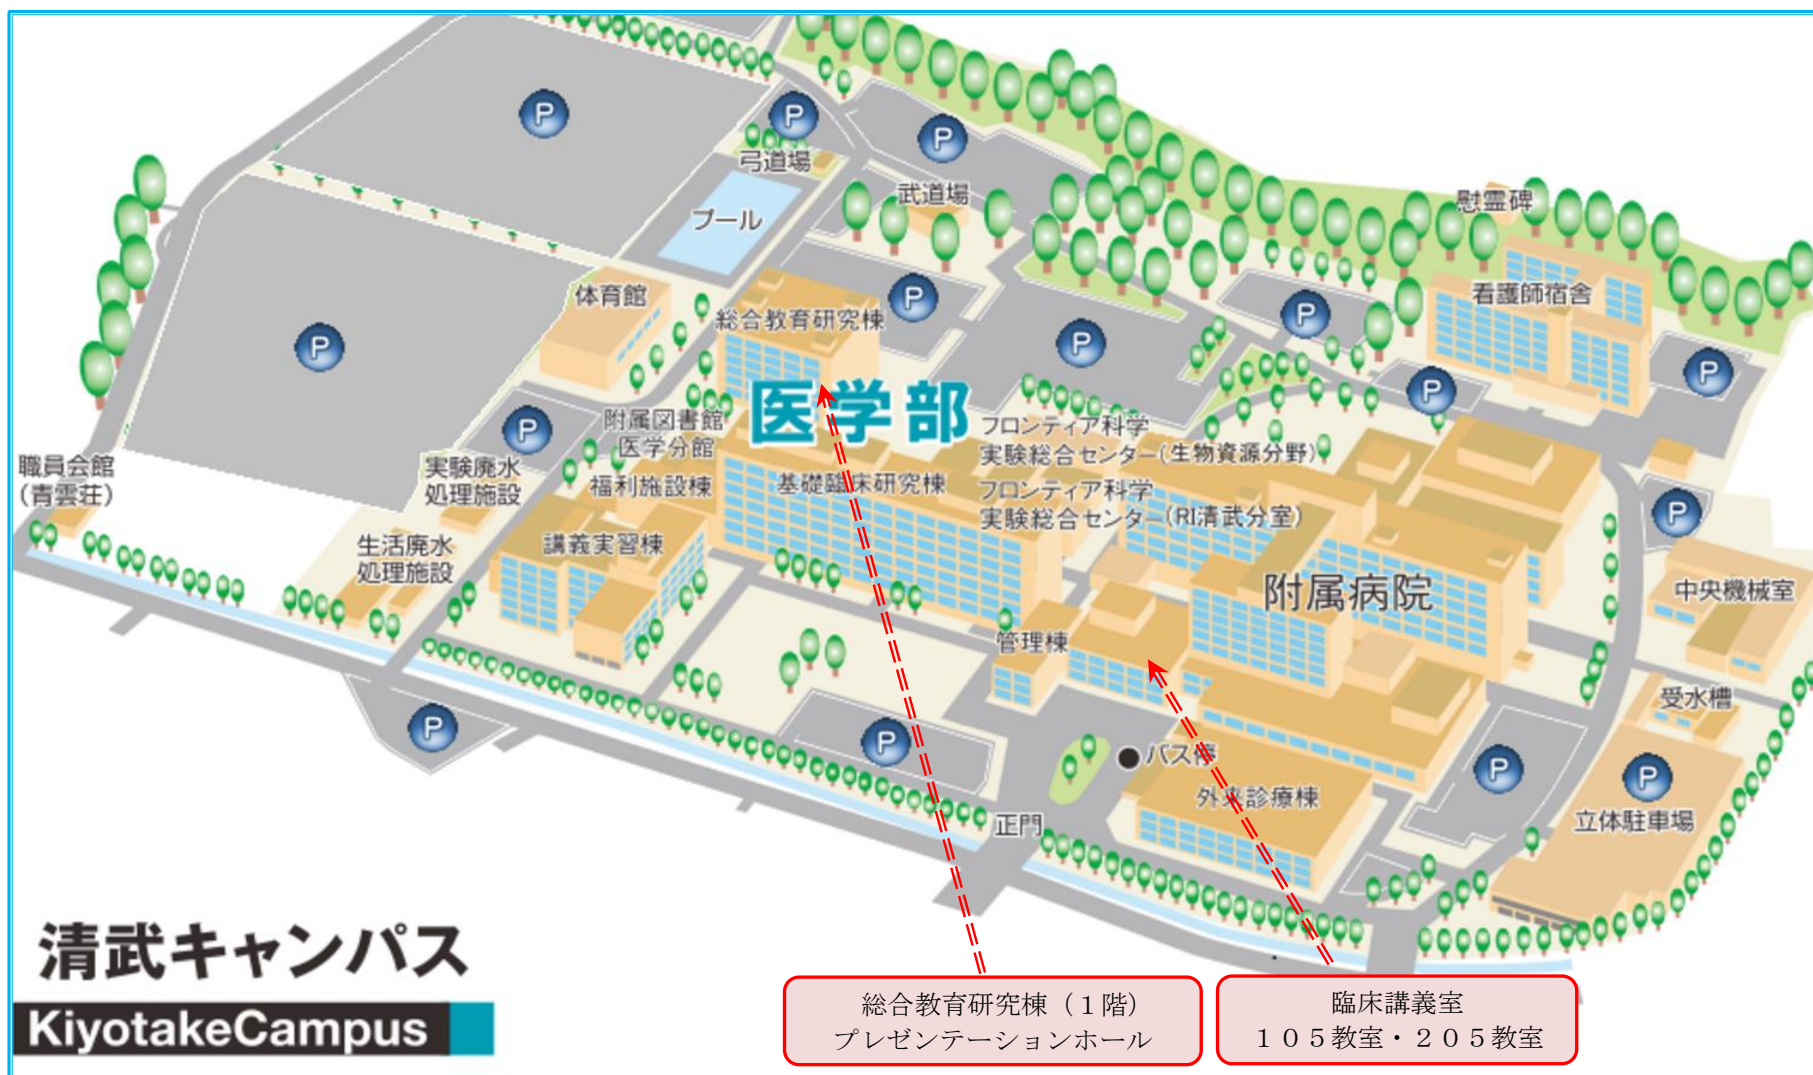 P
P
P
弓道場
武道場
慰霊碑
プール
体育館
P
看護師宿舎
総合教育研究棟
P
P
P
P
P
医学部
P
附属図書館
医学分館
フロンティア科学
実験総合センター(生物資源分野)
職員会館
(青雲荘)
実験廃水
処理施設
福利施設棟
基礎臨床研究棟
フロンティア科学
実験総合センター(RI清武分室)
P
生活廃水
処理施設
講義実習棟
附属病院
中央機械室
管理棟
受水槽
P
P
バス停
P
P
外来診療棟
正門
立体駐車場
清武キャンパス
KiyotakeCampus
総合教育研究棟（１階）
プレゼンテーションホール
臨床講義室
１０５教室・２０５教室